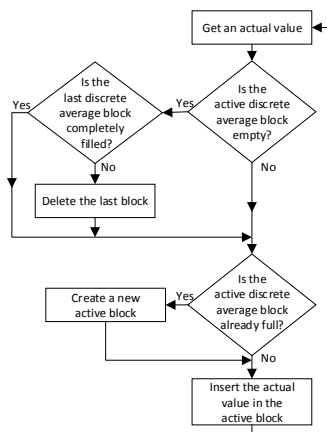 Get an actual value
Is the
last discrete
average block
completely
filled?
Yes
No
Is the
active discrete
average block
empty?
Yes
No
Delete the last block
Is the
active discrete
average block
already full?
Yes
No
Create a new
active block
Insert the actual
value in the
active block